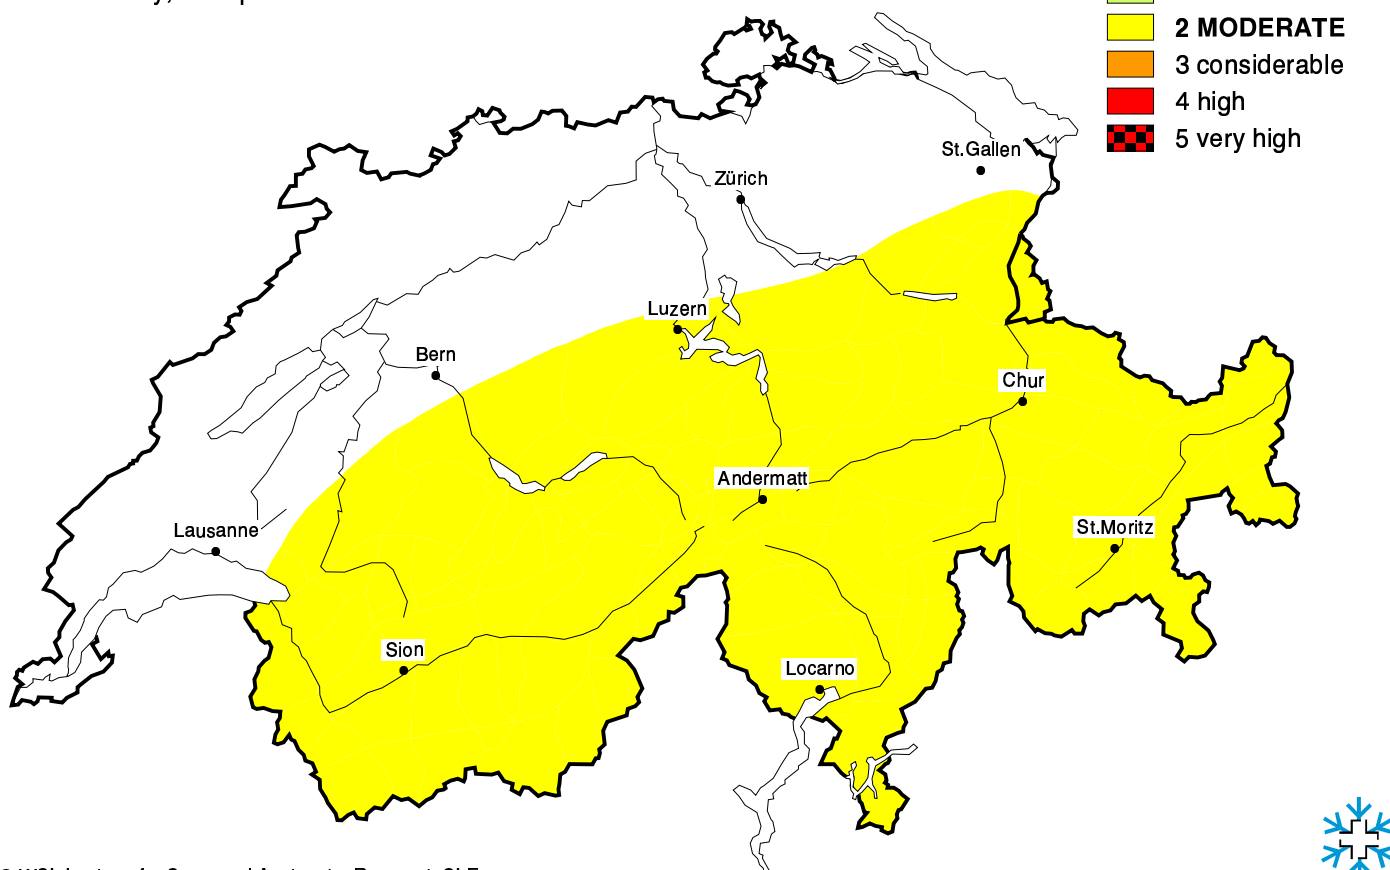 2 MODERATE
3 considerable
4 high
5 very high
St.Gallen
Zürich
Luzern
Bern
Chur
Andermatt
Lausanne
St.Moritz
Sion
Locarno